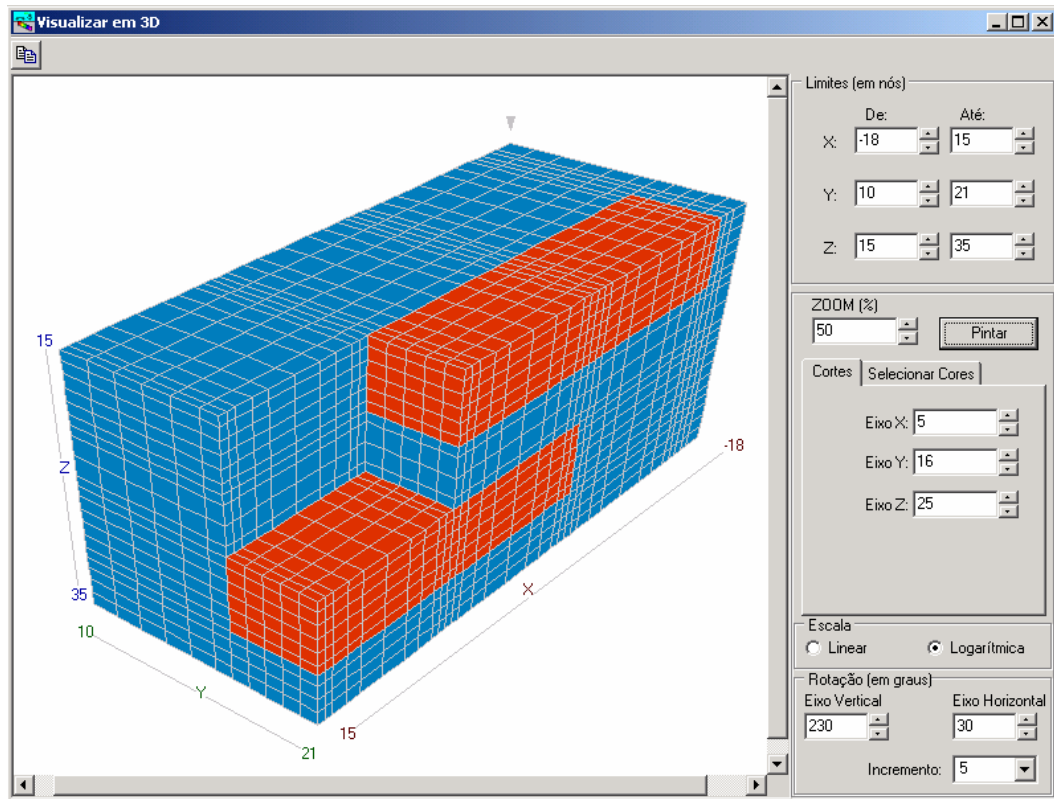 Visualizar em 3D
15
Z
35
10
Y
21
15
X
-18
Limites (em nós)
De: Até:
X: -18 15
Y: 10 21
Z: 15 35
ZOOM (%)
50 Pintar
Cortes Selecionar Cores
Eixo X: 5
Eixo Y: 16
Eixo Z: 25
Escala
Linear Logarítmica
Rotação (em graus)
Eixo Vertical Eixo Horizontal
230 30
Incremento: 5